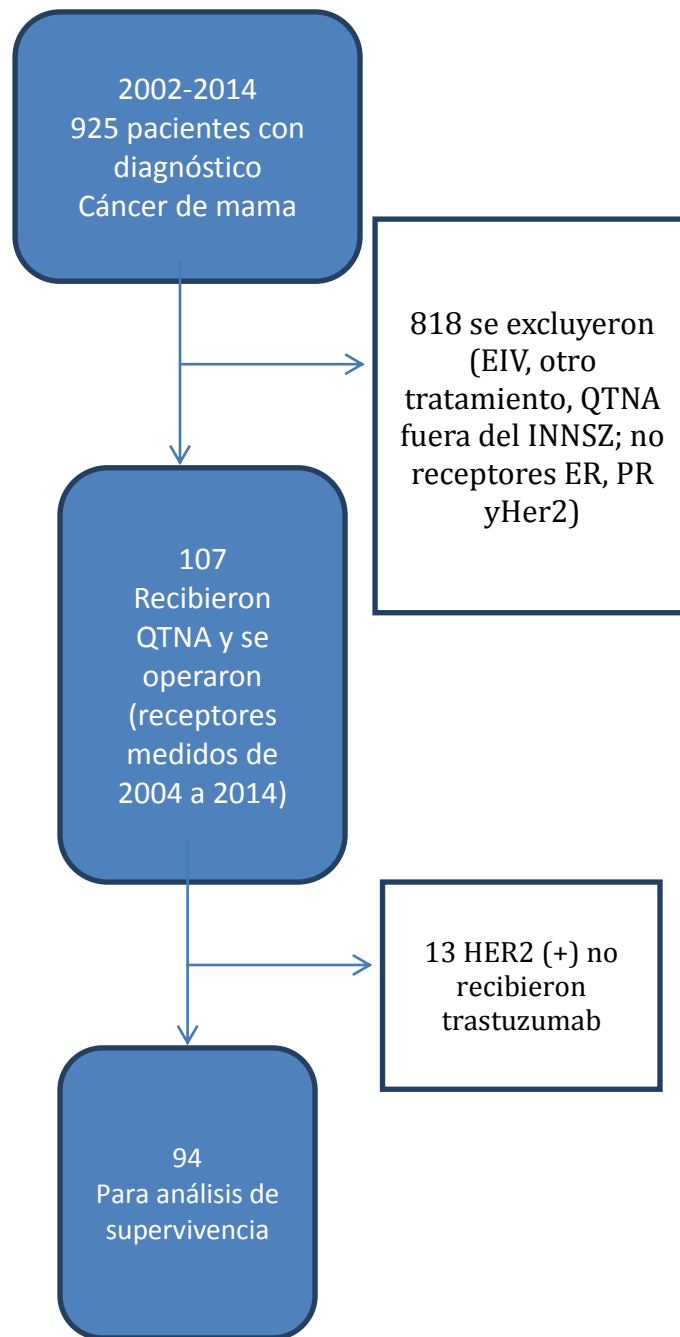 2002-2014
925 pacientes con
diagnóstico
Cáncer de mama
818 se excluyeron
(EIV, otro
tratamiento, QTNA
fuera del INNSZ; no
receptores ER, PR
yHer2)
107
Recibieron
QTNA y se
operaron
(receptores
medidos de
2004 a 2014)
13 HER2 (+) no
recibieron
trastuzumab
94
Para análisis de
supervivencia